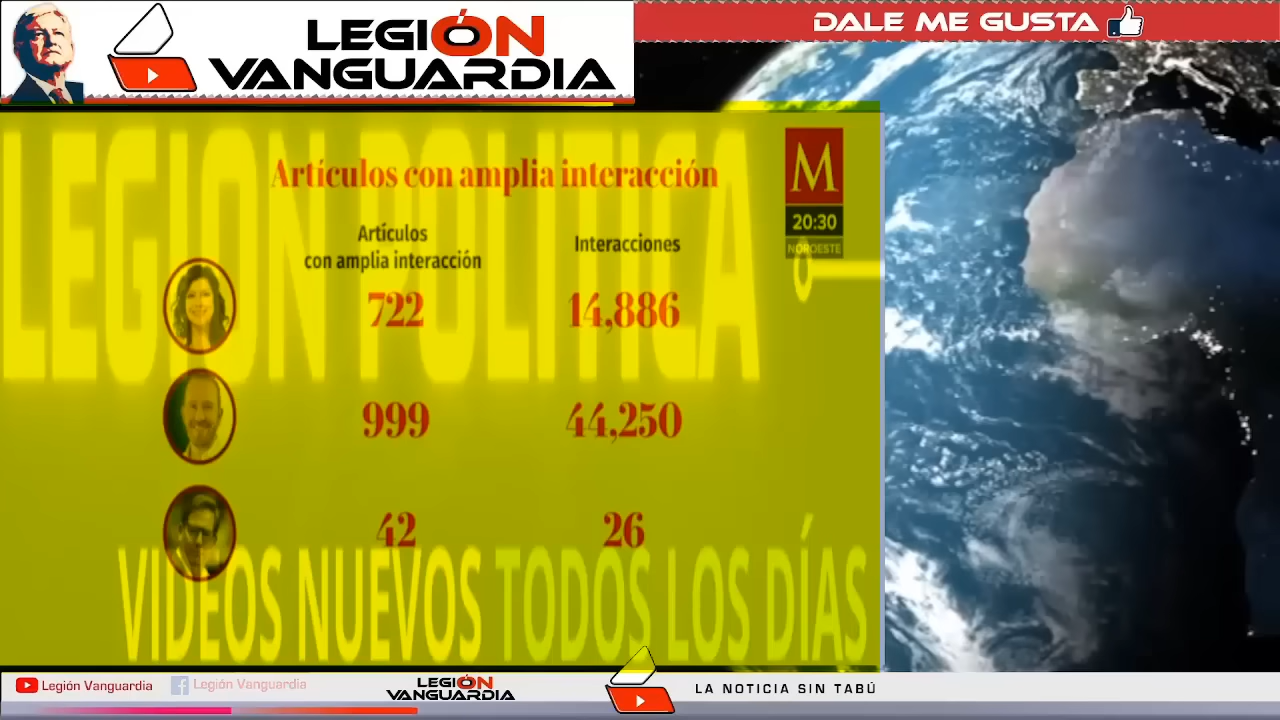 LEGIÓN
VANGUARDIA
DALE ME GUSTA
LEGION POLITICA
Artículos con amplia interacción
M
20:30
NOROESTE
Artículos
con amplia interacción
Interacciones
722
14,886
999
44,250
42
26
VIDEOS NUEVOS TODOS LOS DÍAS
Legión Vanguardia
Legión Vanguardia
LEGIÓN
VANGUARDIA
LA NOTICIA SIN TABÚ